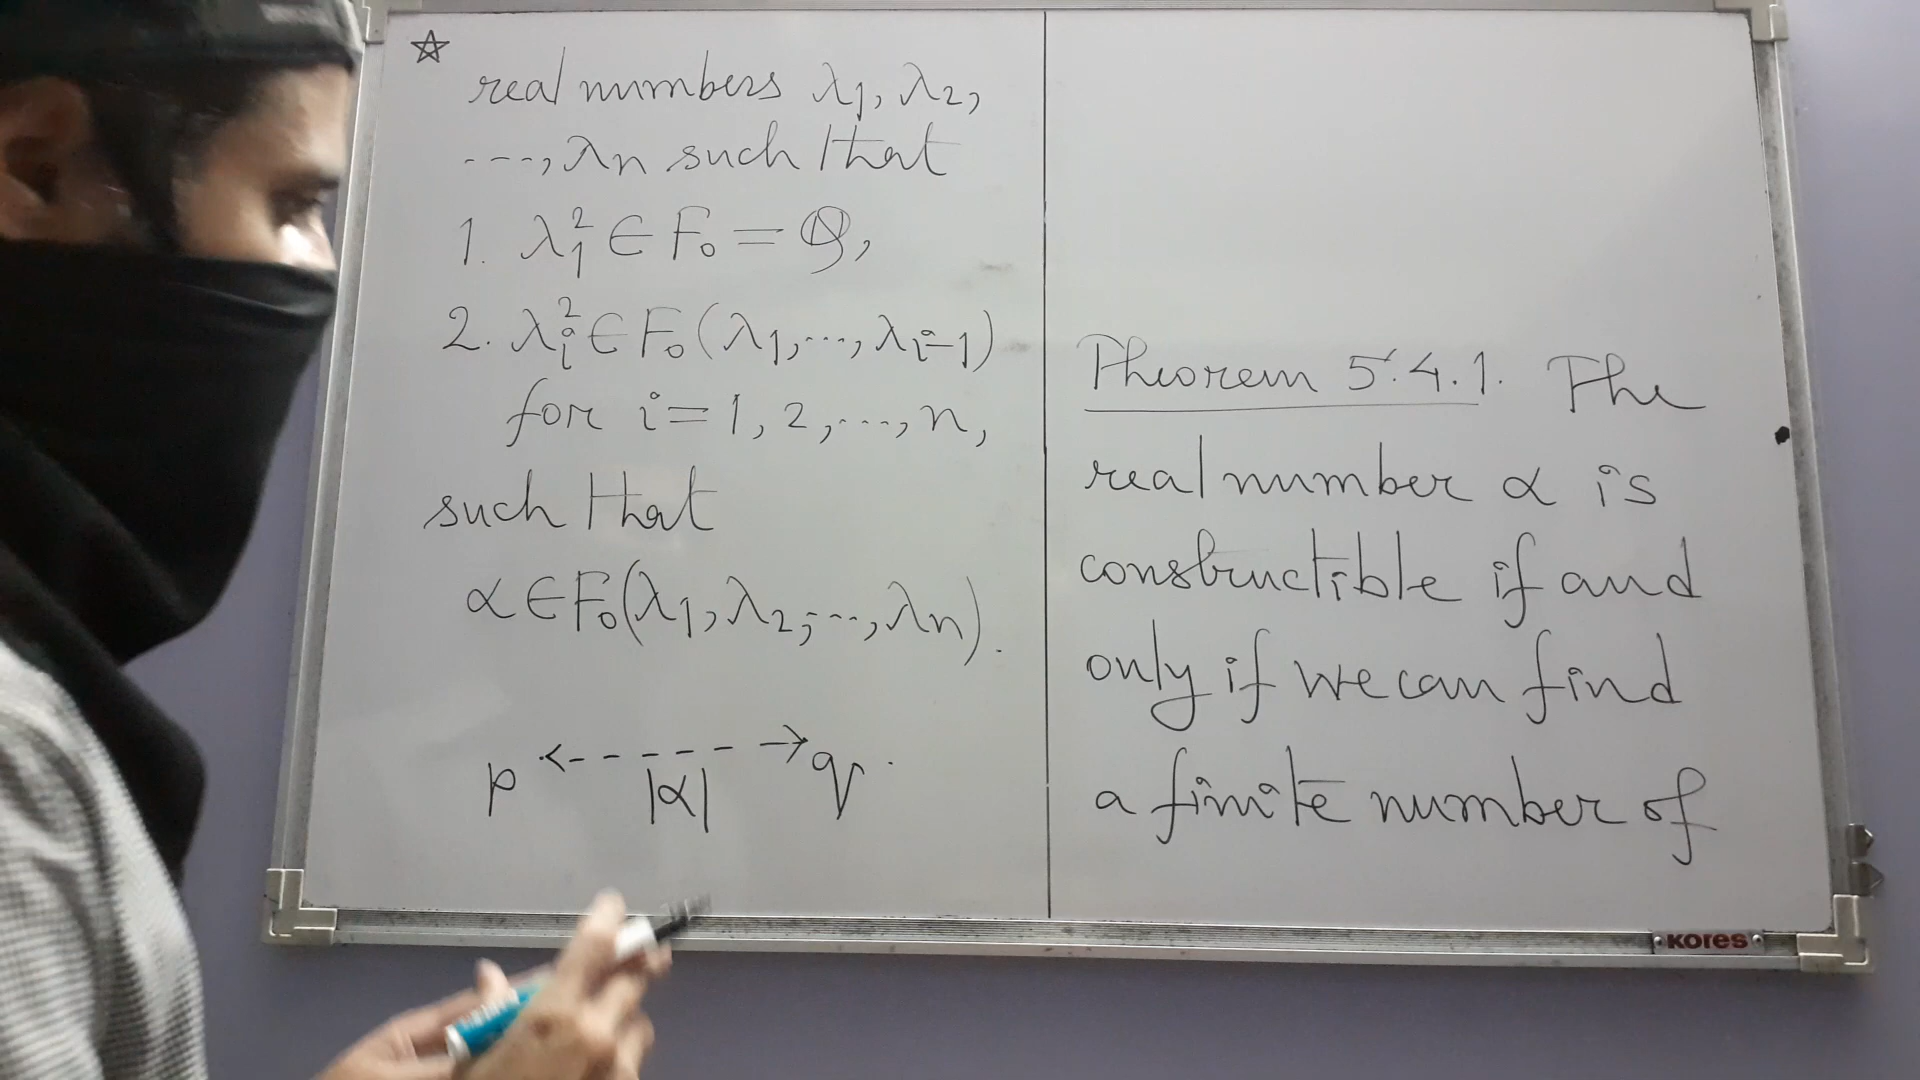 ☆ real numbers λ₁, λ₂,
---, λn such that
1. λ₁² ∈ F₀ = Q,
2. λᵢ² ∈ F₀(λ₁,...,λᵢ₋₁)
for i = 1, 2,..., n,
such that
α ∈ F₀(λ₁, λ₂,..., λn).
p <- - - - - -> q.
|α|
Theorem 5.4.1. The
real number α is
constructible if and
only if we can find
a finite number of
Kores